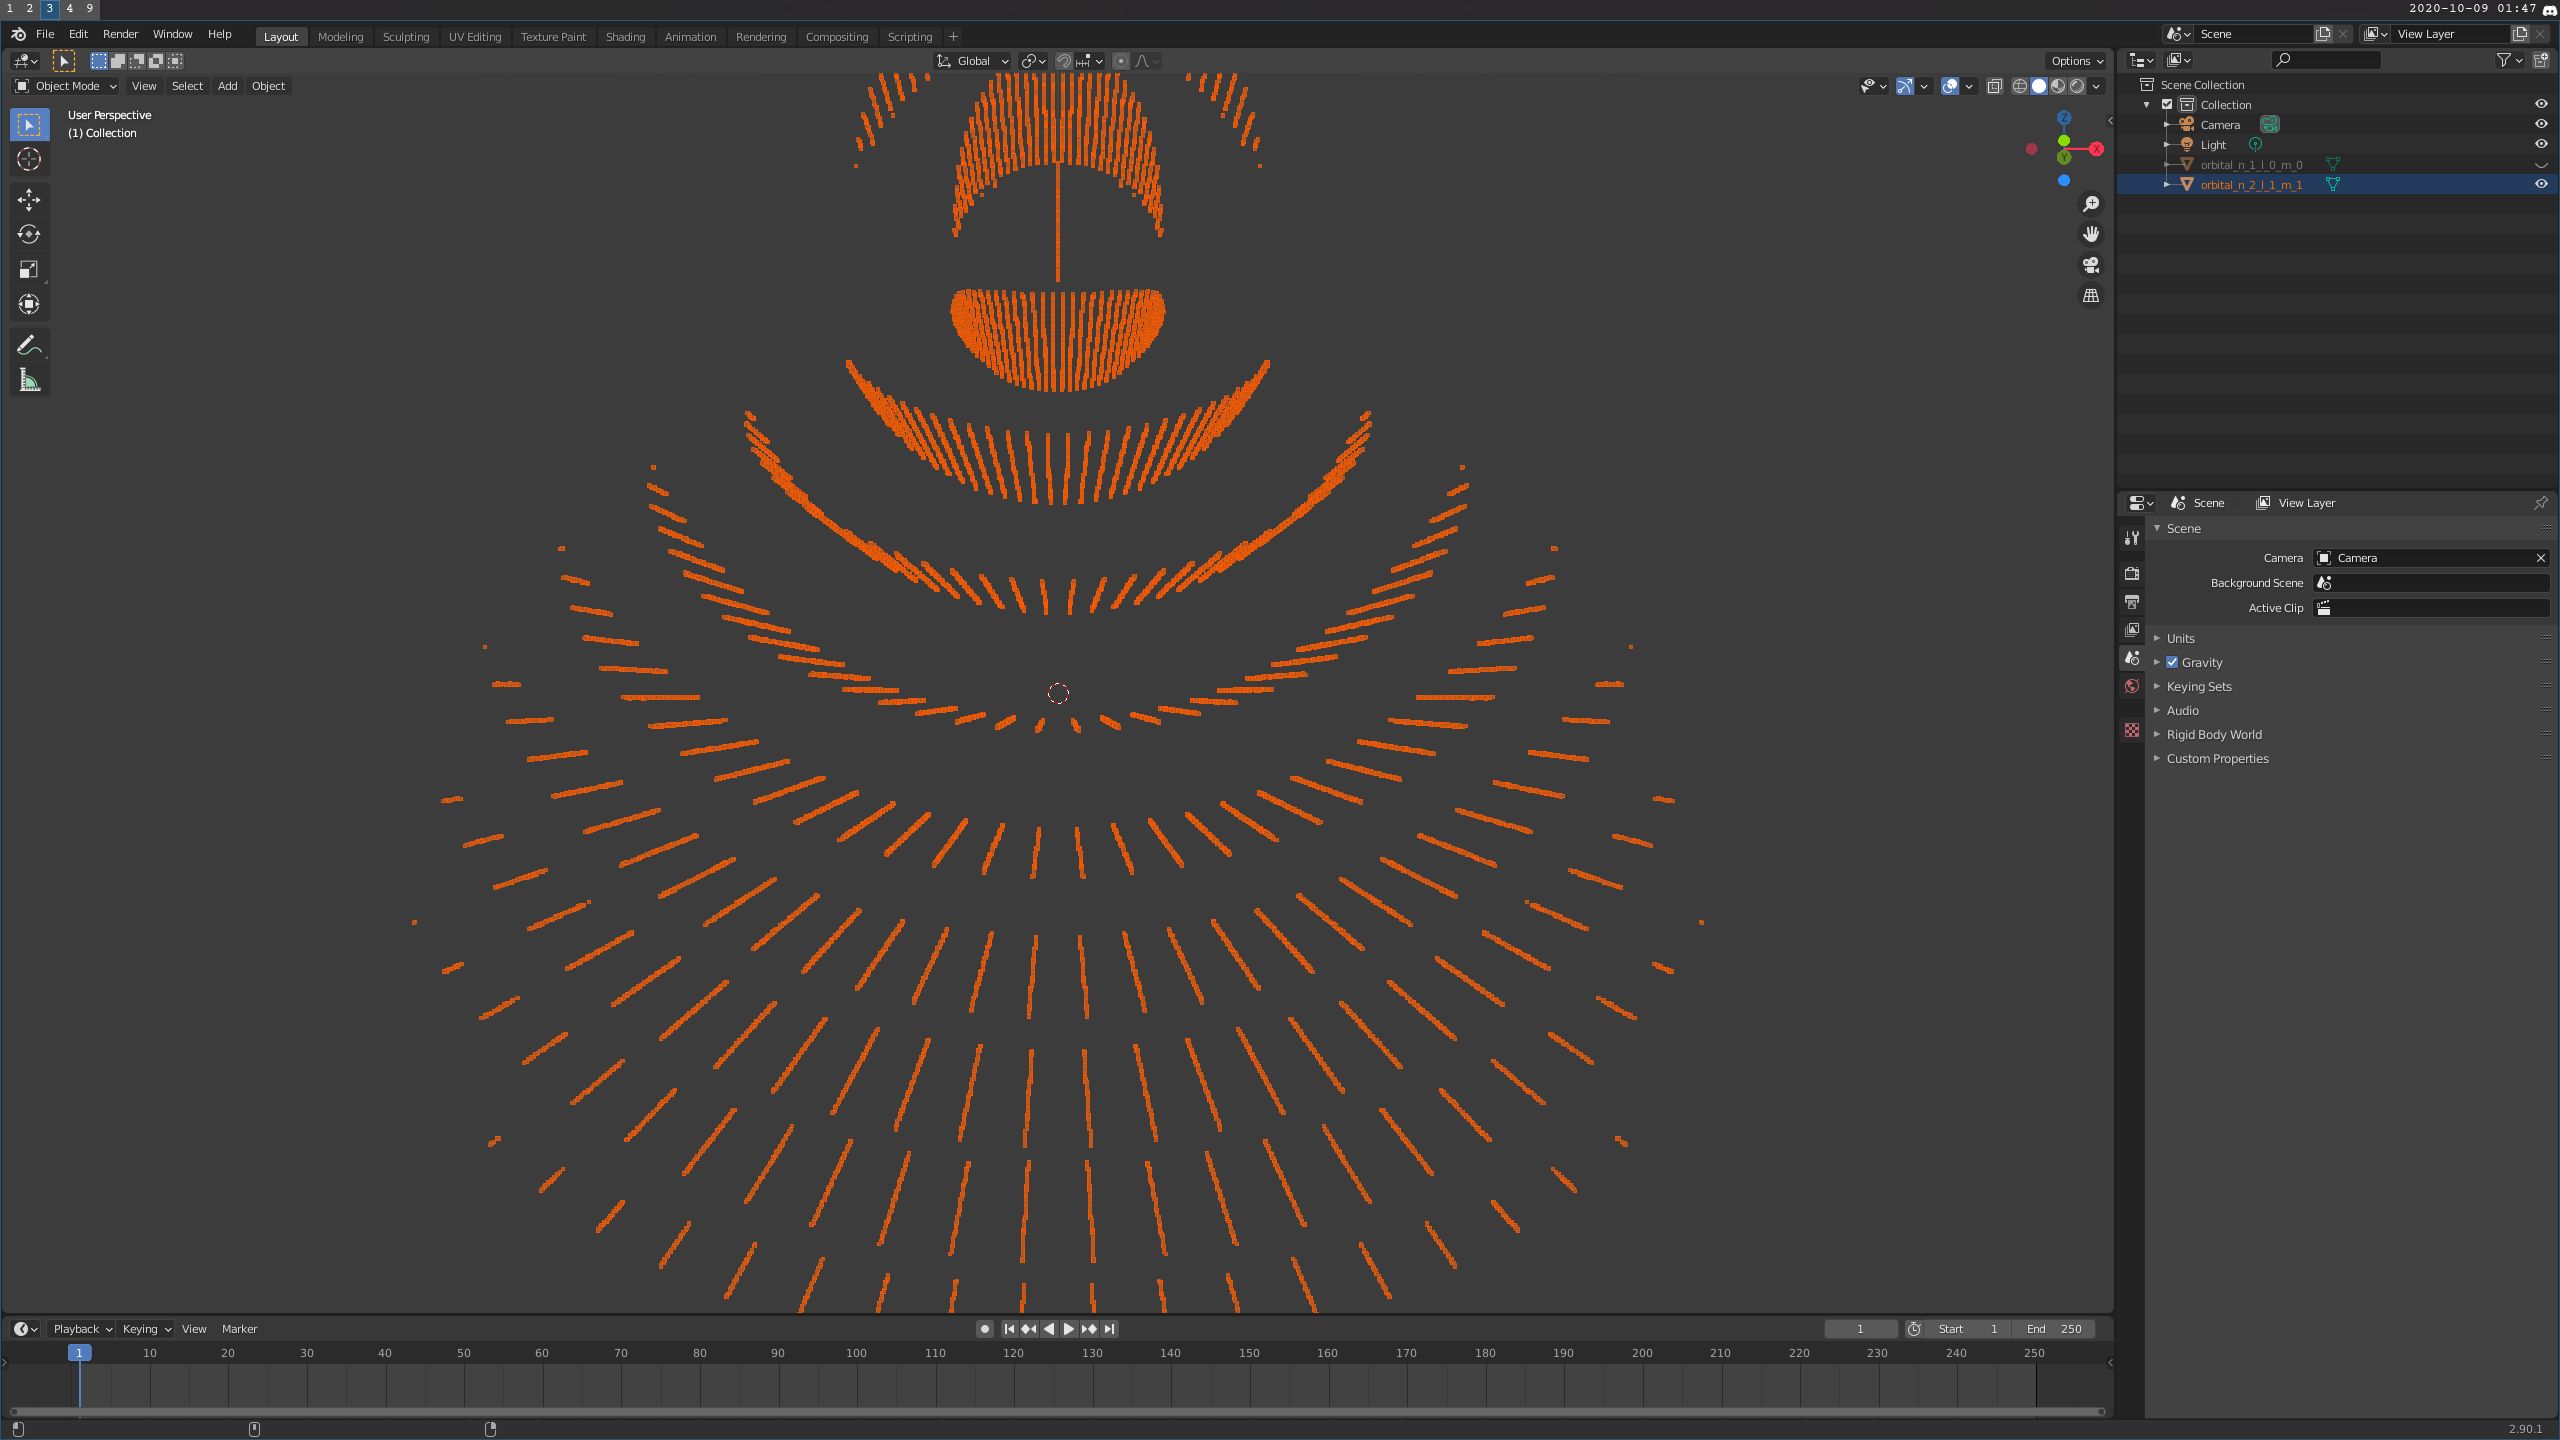 1 2 3 4 9
2020-10-09 01:47
File Edit Render Window Help
Layout Modeling Sculpting UV Editing Texture Paint Shading Animation Rendering Compositing Scripting +
Scene
View Layer
Global
Options
Object Mode View Select Add Object
User Perspective
(1) Collection
Z
X
Y
Scene Collection
Collection
Camera
Light
orbital_n_1_l_0_m_0
orbital_n_2_l_1_m_1
Scene View Layer
Scene
Camera Camera
Background Scene
Active Clip
Units
Gravity
Keying Sets
Audio
Rigid Body World
Custom Properties
Playback Keying View Marker
1
Start 1
End 250
1 10 20 30 40 50 60 70 80 90 100 110 120 130 140 150 160 170 180 190 200 210 220 230 240 250
2.90.1